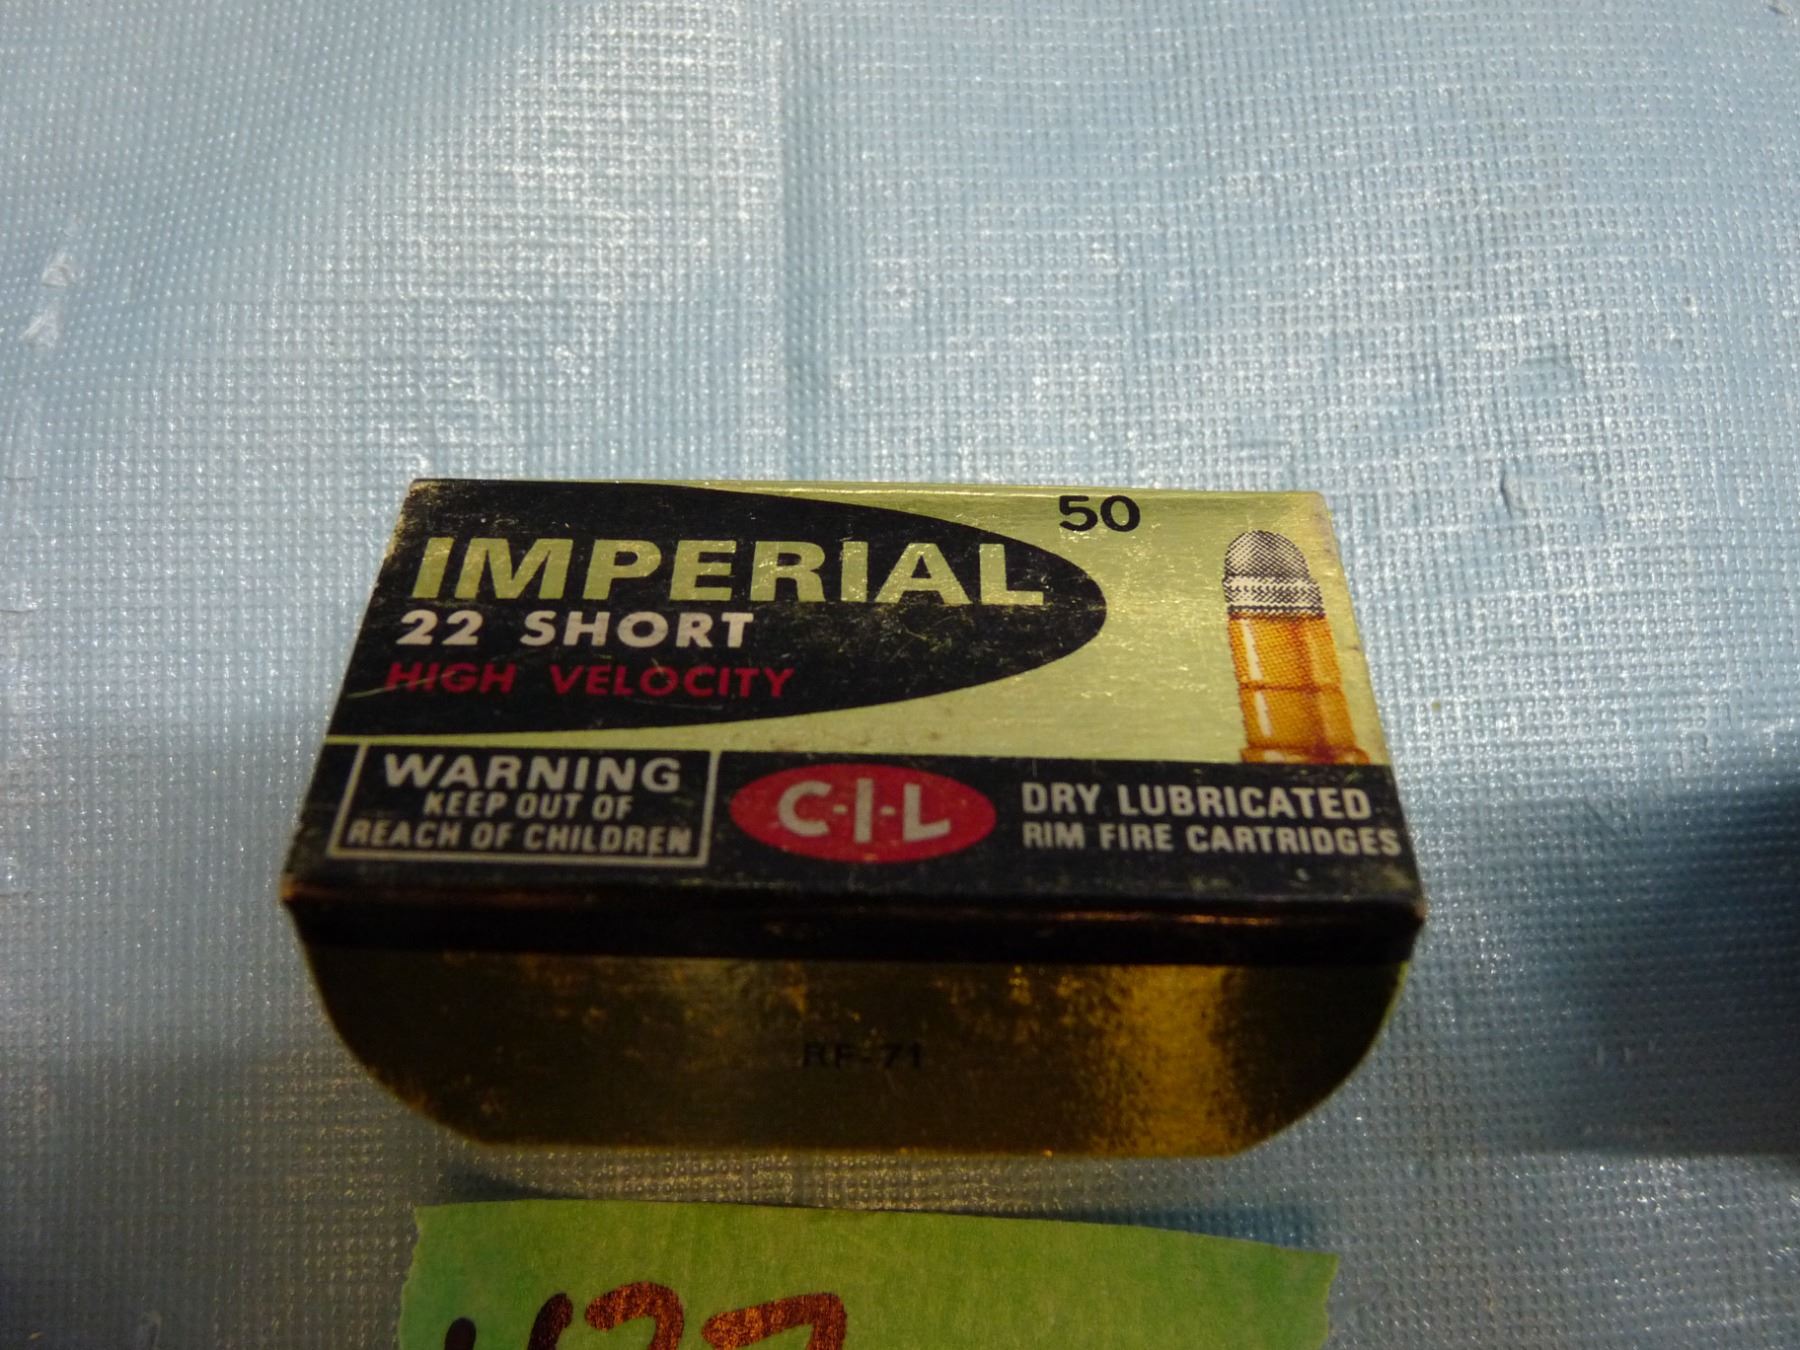 50
IMPERIAL
22 SHORT
HIGH VELOCITY
WARNING
KEEP OUT OF
REACH OF CHILDREN
C-I-L
DRY LUBRICATED
RIM FIRE CARTRIDGES
RF-71